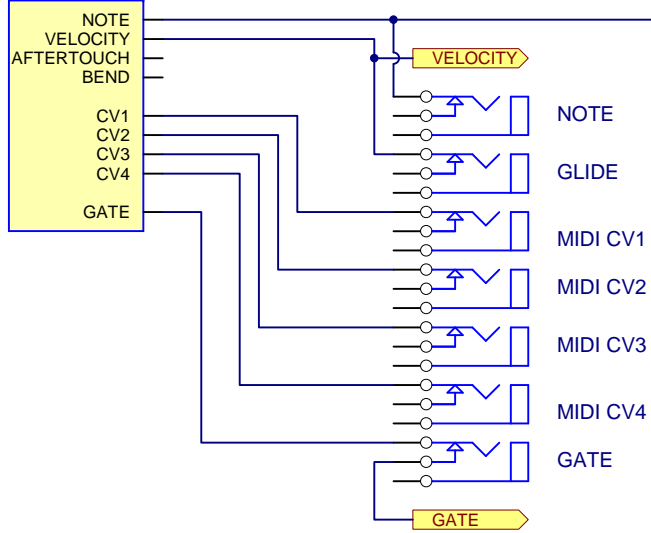 NOTE
VELOCITY
AFTERTOUCH
BEND
CV1
CV2
CV3
CV4
GATE
VELOCITY
NOTE
GLIDE
MIDI CV1
MIDI CV2
MIDI CV3
MIDI CV4
GATE
GATE